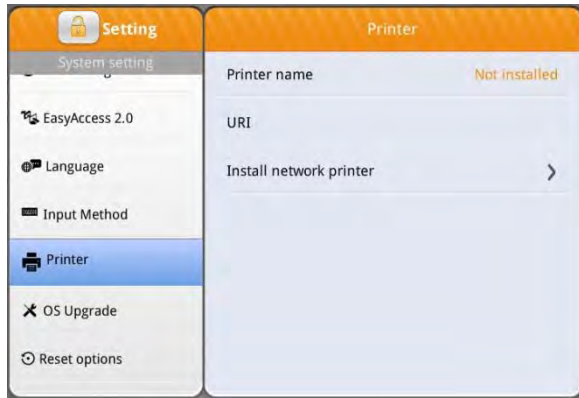 Setting
System setting
EasyAccess 2.0
Language
Input Method
Printer
OS Upgrade
Reset options
Printer
Printer name Not installed
URI
Install network printer